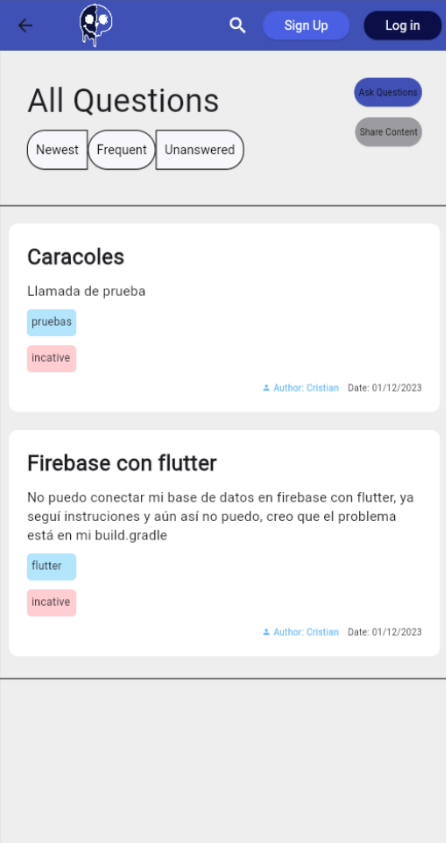 Sign Up
Log in
All Questions
Ask Questions
Share Content
Newest
Frequent
Unanswered
Caracoles
Llamada de prueba
pruebas
incative
Author: Cristian Date: 01/12/2023
Firebase con flutter
No puedo conectar mi base de datos en firebase con flutter, ya
seguí instruciones y aún así no puedo, creo que el problema
está en mi build.gradle
flutter
incative
Author: Cristian Date: 01/12/2023